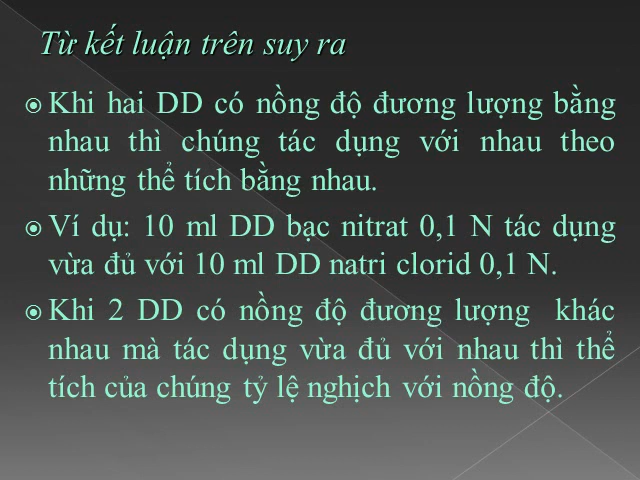 Từ kết luận trên suy ra
Khi hai DD có nồng độ đương lượng bằng
nhau thì chúng tác dụng với nhau theo
những thể tích bằng nhau.
Ví dụ: 10 ml DD bạc nitrat 0,1 N tác dụng
vừa đủ với 10 ml DD natri clorid 0,1 N.
Khi 2 DD có nồng độ đương lượng khác
nhau mà tác dụng vừa đủ với nhau thì thể
tích của chúng tỷ lệ nghịch với nồng độ.